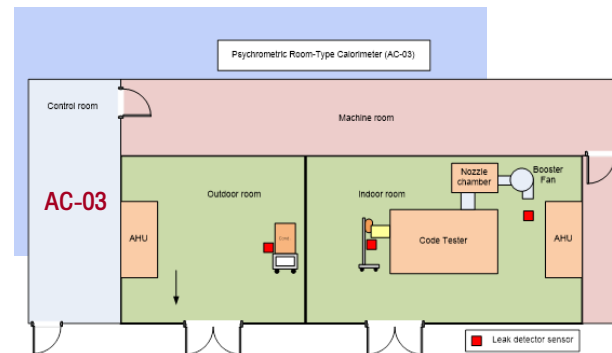 Psychrometric Room-Type Calorimeter (AC-03)
Control room
Machine room
AC-03
Outdoor room
Indoor room
Nozzle
chamber
Booster
Fan
AHU
Code Tester
AHU
Leak detector sensor